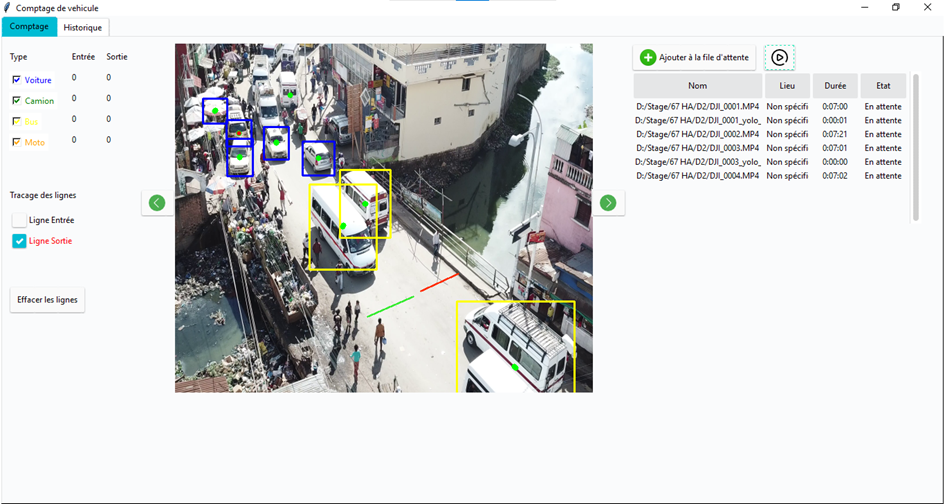 Comptage de vehicule
Comptage
Historique
Type Entrée Sortie
Voiture 0 0
Camion 0 0
Bus 0 0
Moto 0 0
Tracage des lignes
Ligne Entrée
Ligne Sortie
Effacer les lignes
Ajouter à la file d'attente
Nom Lieu Durée Etat
D:/Stage/67 HA/D2/DJI_0001.MP4 Non spécifi 0:07:00 En attente
D:/Stage/67 HA/D2/DJI_0001_yolo_ Non spécifi 0:00:01 En attente
D:/Stage/67 HA/D2/DJI_0002.MP4 Non spécifi 0:07:21 En attente
D:/Stage/67 HA/D2/DJI_0003.MP4 Non spécifi 0:07:01 En attente
D:/Stage/67 HA/D2/DJI_0003_yolo_ Non spécifi 0:00:00 En attente
D:/Stage/67 HA/D2/DJI_0004.MP4 Non spécifi 0:07:02 En attente